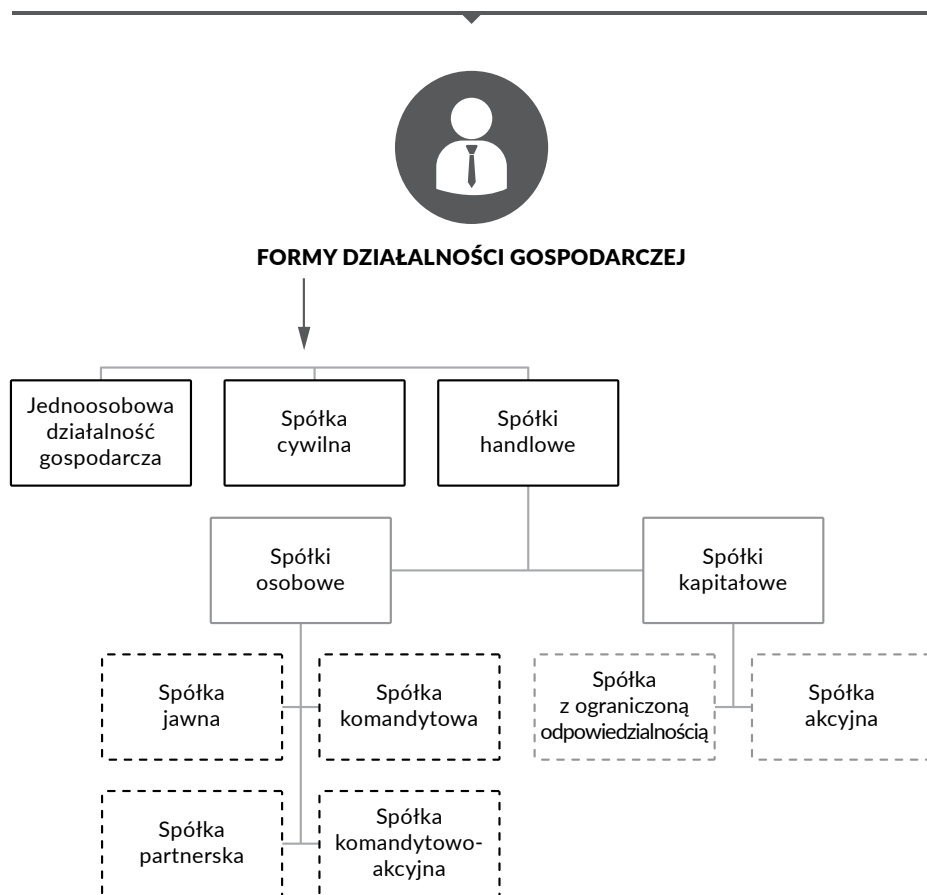 FORMY DZIAŁALNOŚCI GOSPODARCZEJ
Jednoosobowa
działalność
gospodarcza
Spółka
cywilna
Spółki
handlowe
Spółki
osobowe
Spółki
kapitałowe
Spółka
jawna
Spółka
komandytowa
Spółka
z ograniczoną
odpowiedzialnością
Spółka
akcyjna
Spółka
partnerska
Spółka
komandytowo-
akcyjna